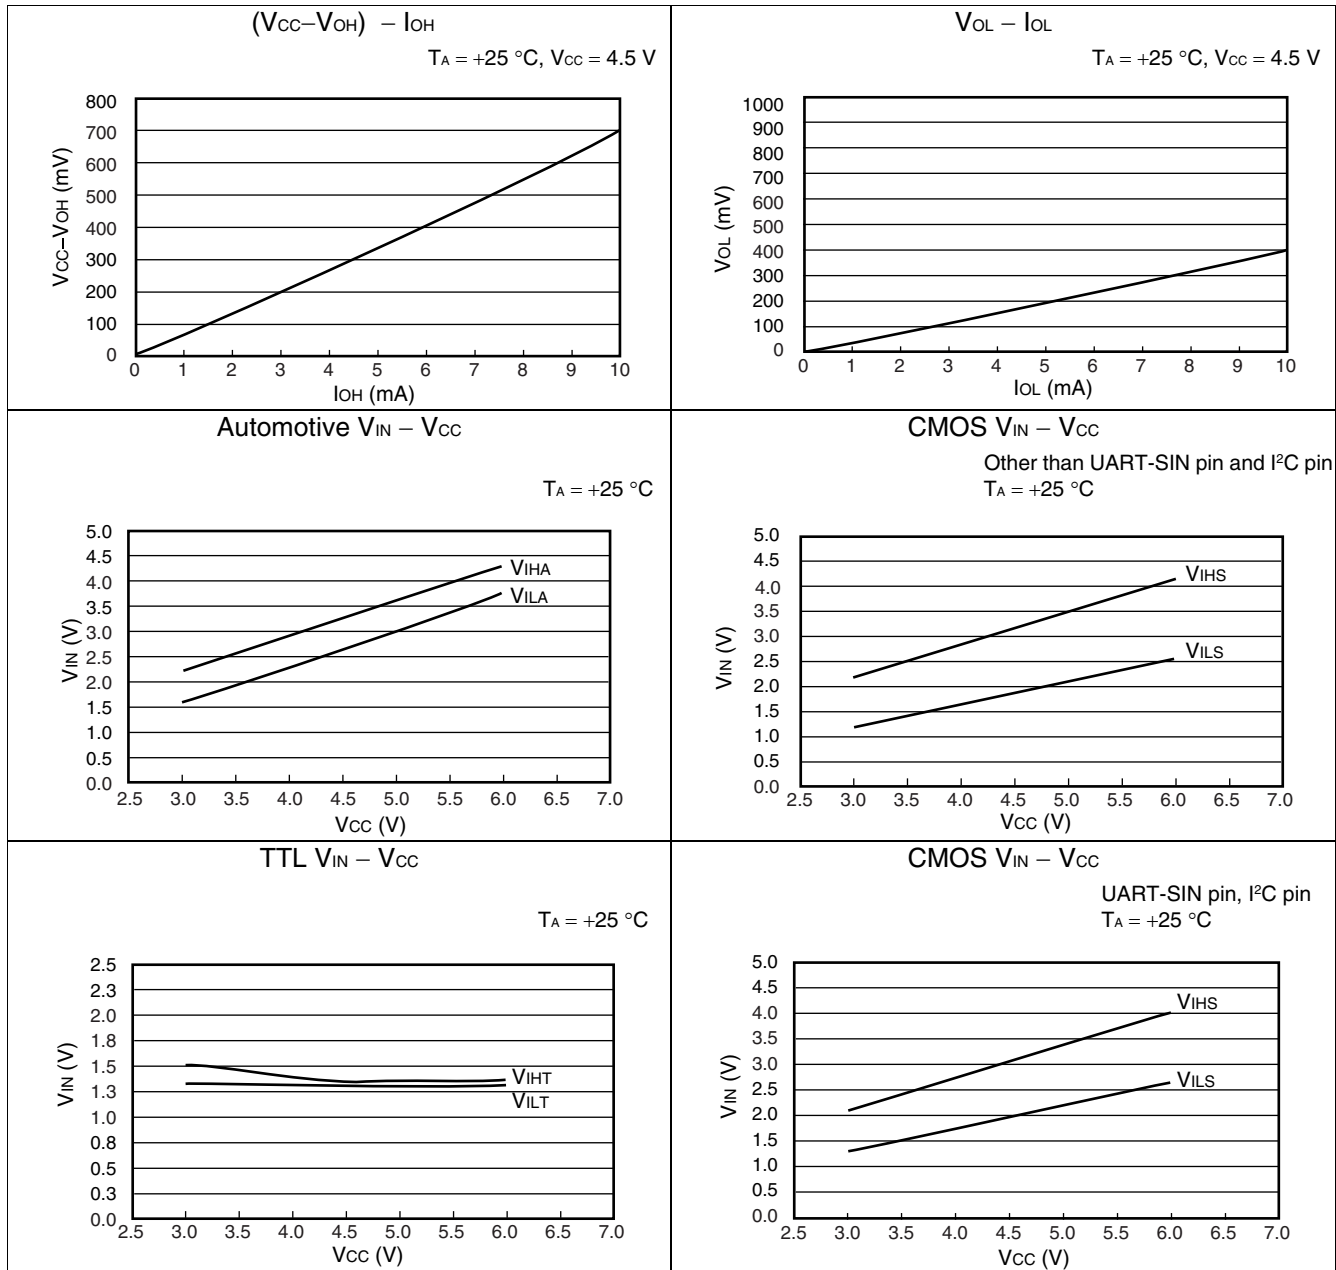 (VCC–VOH) – IOH
TA = +25 °C, VCC = 4.5 V
800
700
600
500
400
300
200
100
0
VCC–VOH (mV)
0 1 2 3 4 5 6 7 8 9 10
IOH (mA)
VOL – IOL
TA = +25 °C, VCC = 4.5 V
1000
900
800
700
600
500
400
300
200
100
0
VOL (mV)
0 1 2 3 4 5 6 7 8 9 10
IOL (mA)
Automotive VIN – VCC
TA = +25 °C
5.0
4.5
4.0
3.5
3.0
2.5
2.0
1.5
1.0
0.5
0.0
VIN (V)
VIHA
VILA
2.5 3.0 3.5 4.0 4.5 5.0 5.5 6.0 6.5 7.0
VCC (V)
CMOS VIN – VCC
Other than UART-SIN pin and I²C pin
TA = +25 °C
5.0
4.5
4.0
3.5
3.0
2.5
2.0
1.5
1.0
0.5
0.0
VIN (V)
VIHS
VILS
2.5 3.0 3.5 4.0 4.5 5.0 5.5 6.0 6.5 7.0
VCC (V)
TTL VIN – VCC
TA = +25 °C
2.5
2.3
2.0
1.8
1.5
1.3
1.0
0.8
0.5
0.3
0.0
VIN (V)
VIHT
VILT
2.5 3.0 3.5 4.0 4.5 5.0 5.5 6.0 6.5 7.0
VCC (V)
CMOS VIN – VCC
UART-SIN pin, I²C pin
TA = +25 °C
5.0
4.5
4.0
3.5
3.0
2.5
2.0
1.5
1.0
0.5
0.0
VIN (V)
VIHS
VILS
2.5 3.0 3.5 4.0 4.5 5.0 5.5 6.0 6.5 7.0
VCC (V)